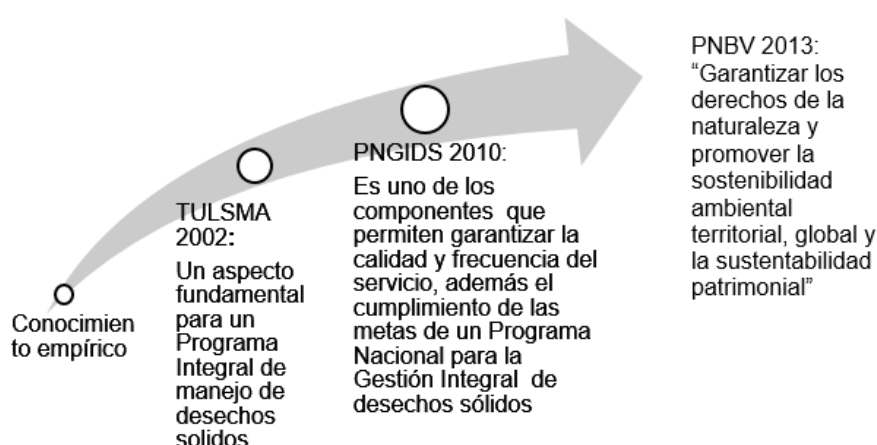 Conocimien
to empírico
TULSMA
2002:
Un aspecto
fundamental
para un
Programa
Integral de
manejo de
desechos
solidos
PNGIDS 2010:
Es uno de los
componentes que
permiten garantizar la
calidad y frecuencia del
servicio, además el
cumplimiento de las
metas de un Programa
Nacional para la
Gestión Integral de
desechos sólidos
PNBV 2013:
“Garantizar los
derechos de la
naturaleza y
promover la
sostenibilidad
ambiental
territorial, global y
la sustentabilidad
patrimonial”